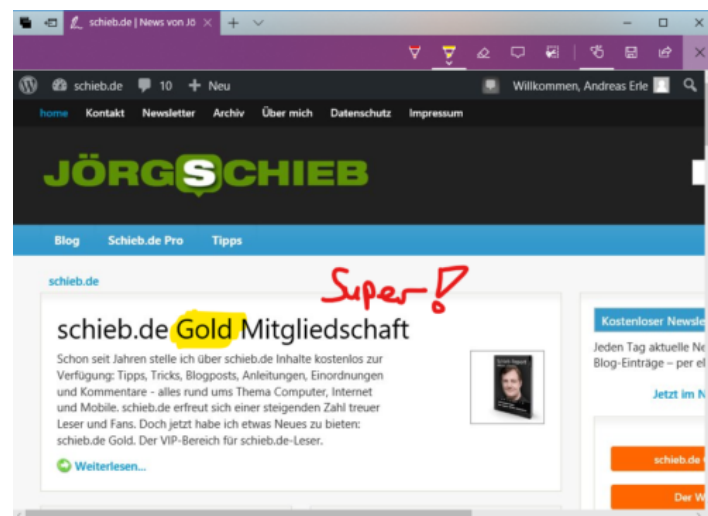 schieb.de | News von Jö
schieb.de 10 + Neu Willkommen, Andreas Erle
home Kontakt Newsletter Archiv Über mich Datenschutz Impressum
JÖRGSCHIEB
Blog Schieb.de Pro Tipps
schieb.de
Super!
schieb.de Gold Mitgliedschaft
Schon seit Jahren stelle ich über schieb.de Inhalte kostenlos zur
Verfügung: Tipps, Tricks, Blogposts, Anleitungen, Einordnungen
und Kommentare - alles rund ums Thema Computer, Internet
und Mobile. schieb.de erfreut sich einer steigenden Zahl treuer
Leser und Fans. Doch jetzt habe ich etwas Neues zu bieten:
schieb.de Gold. Der VIP-Bereich für schieb.de-Leser.
Weiterlesen...
Kostenloser Newsle
Jeden Tag aktuelle Ne
Blog-Einträge – per el
Jetzt im N
schieb.de
Der W